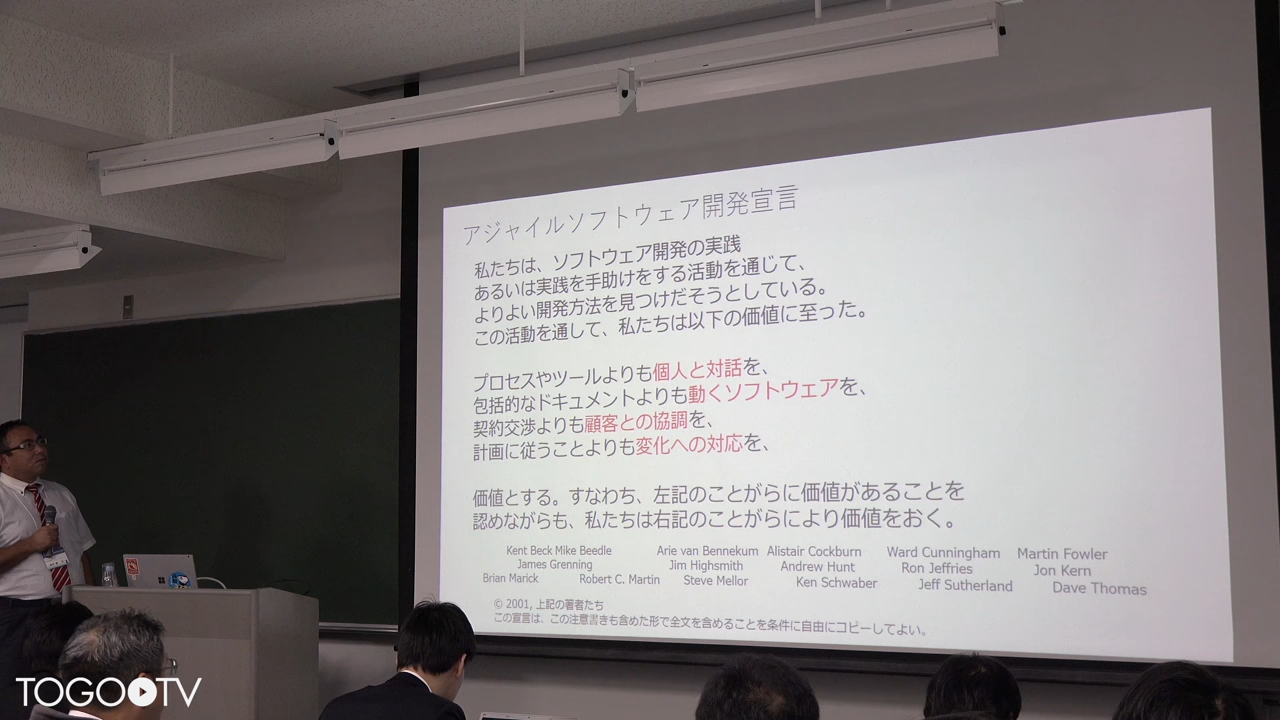 アジャイルソフトウェア開発宣言
私たちは、ソフトウェア開発の実践
あるいは実践を手助けをする活動を通じて、
よりよい開発方法を見つけだそうとしている。
この活動を通して、私たちは以下の価値に至った。
プロセスやツールよりも個人と対話を、
包括的なドキュメントよりも動くソフトウェアを、
契約交渉よりも顧客との協調を、
計画に従うことよりも変化への対応を、
価値とする。すなわち、左記のことがらに価値があることを
認めながらも、私たちは右記のことがらにより価値をおく。
Kent Beck Mike Beedle Arie van Bennekum Alistair Cockburn Ward Cunningham Martin Fowler
James Grenning Jim Highsmith Andrew Hunt Ron Jeffries Jon Kern
Brian Marick Robert C. Martin Steve Mellor Ken Schwaber Jeff Sutherland Dave Thomas
© 2001, 上記の著者たち
この宣言は、この注意書きも含めた形で全文を含めることを条件に自由にコピーしてよい。
TOGO TV